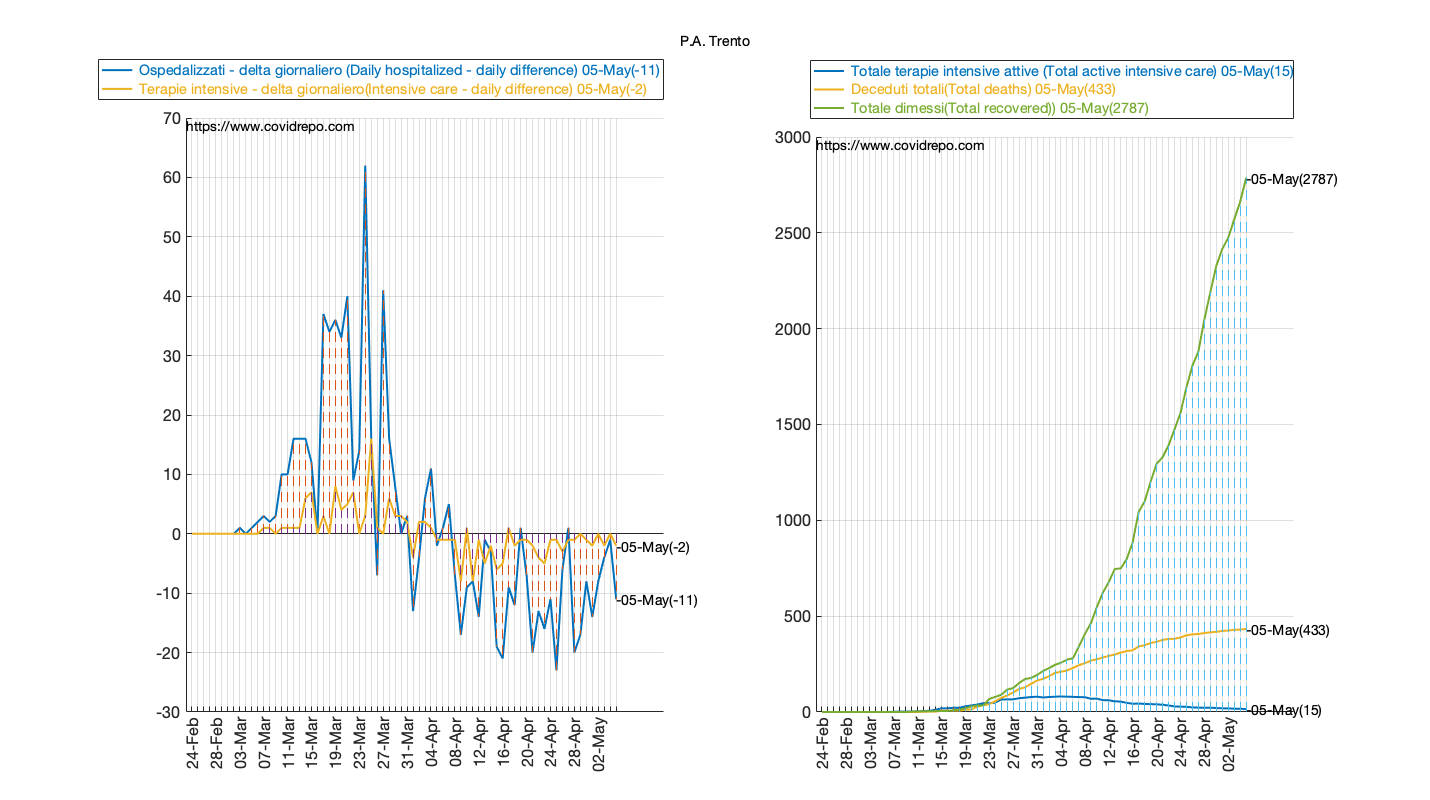 P.A. Trento
Ospedalizzati - delta giornaliero (Daily hospitalized - daily difference) 05-May(-11)
Terapie intensive - delta giornaliero(Intensive care - daily difference) 05-May(-2)
https://www.covidrepo.com
70
60
50
40
30
20
10
0
-10
-20
-30
-05-May(-2)
-05-May(-11)
24-Feb
28-Feb
03-Mar
07-Mar
11-Mar
15-Mar
19-Mar
23-Mar
27-Mar
31-Mar
04-Apr
08-Apr
12-Apr
16-Apr
20-Apr
24-Apr
28-Apr
02-May
Totale terapie intensive attive (Total active intensive care) 05-May(15)
Deceduti totali(Total deaths) 05-May(433)
Totale dimessi(Total recovered)) 05-May(2787)
https://www.covidrepo.com
3000
2500
2000
1500
1000
500
0
-05-May(2787)
-05-May(433)
-05-May(15)
24-Feb
28-Feb
03-Mar
07-Mar
11-Mar
15-Mar
19-Mar
23-Mar
27-Mar
31-Mar
04-Apr
08-Apr
12-Apr
16-Apr
20-Apr
24-Apr
28-Apr
02-May